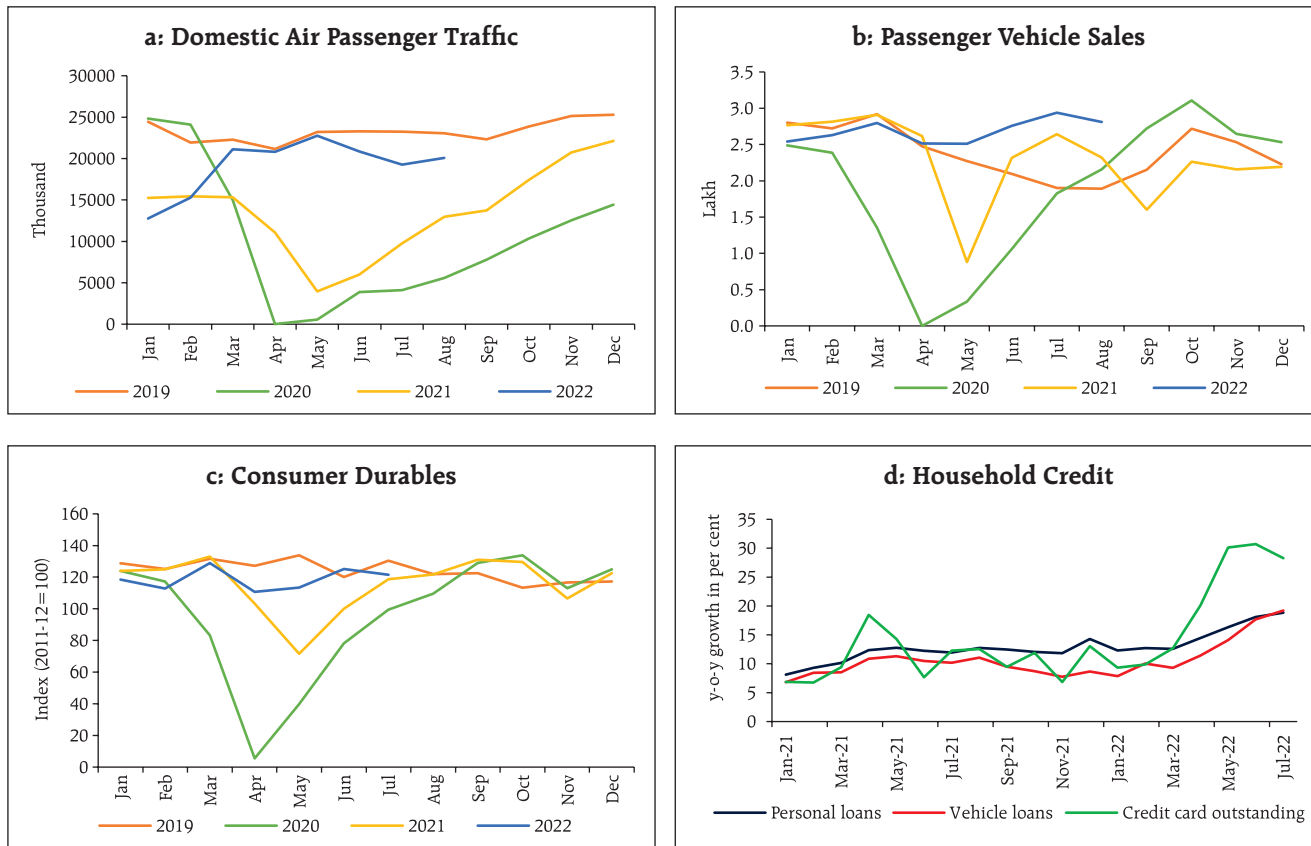 a: Domestic Air Passenger Traffic
Thousand
30000
25000
20000
15000
10000
5000
0
Jan Feb Mar Apr May Jun Jul Aug Sep Oct Nov Dec
2019 2020 2021 2022
b: Passenger Vehicle Sales
Lakh
3.5
3.0
2.5
2.0
1.5
1.0
0.5
0.0
Jan Feb Mar Apr May Jun Jul Aug Sep Oct Nov Dec
2019 2020 2021 2022
c: Consumer Durables
Index (2011-12=100)
160
140
120
100
80
60
40
20
0
Jan Feb Mar Apr May Jun Jul Aug Sep Oct Nov Dec
2019 2020 2021 2022
d: Household Credit
y-o-y growth in per cent
35
30
25
20
15
10
5
0
Jan-21 Mar-21 May-21 Jul-21 Sep-21 Nov-21 Jan-22 Mar-22 May-22 Jul-22
Personal loans Vehicle loans Credit card outstanding